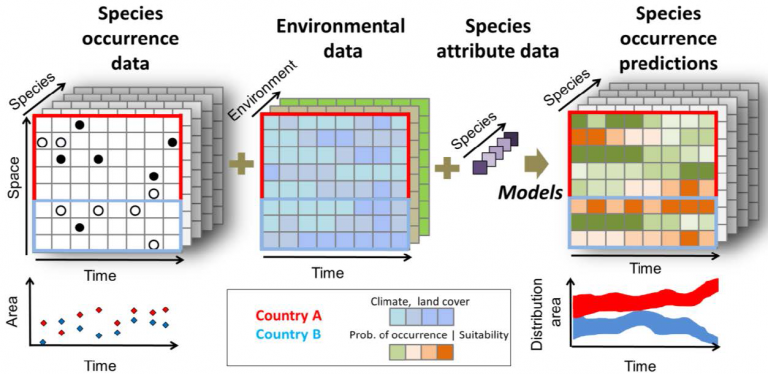 Species
occurrence
data
Environmental
data
Species
attribute data
Species
occurrence
predictions
Species
Space
Time
Environment
Time
Species
Models
Species
Time
Area
Time
Country A
Country B
Climate, land cover
Prob. of occurrence | Suitability
Distribution
area
Time